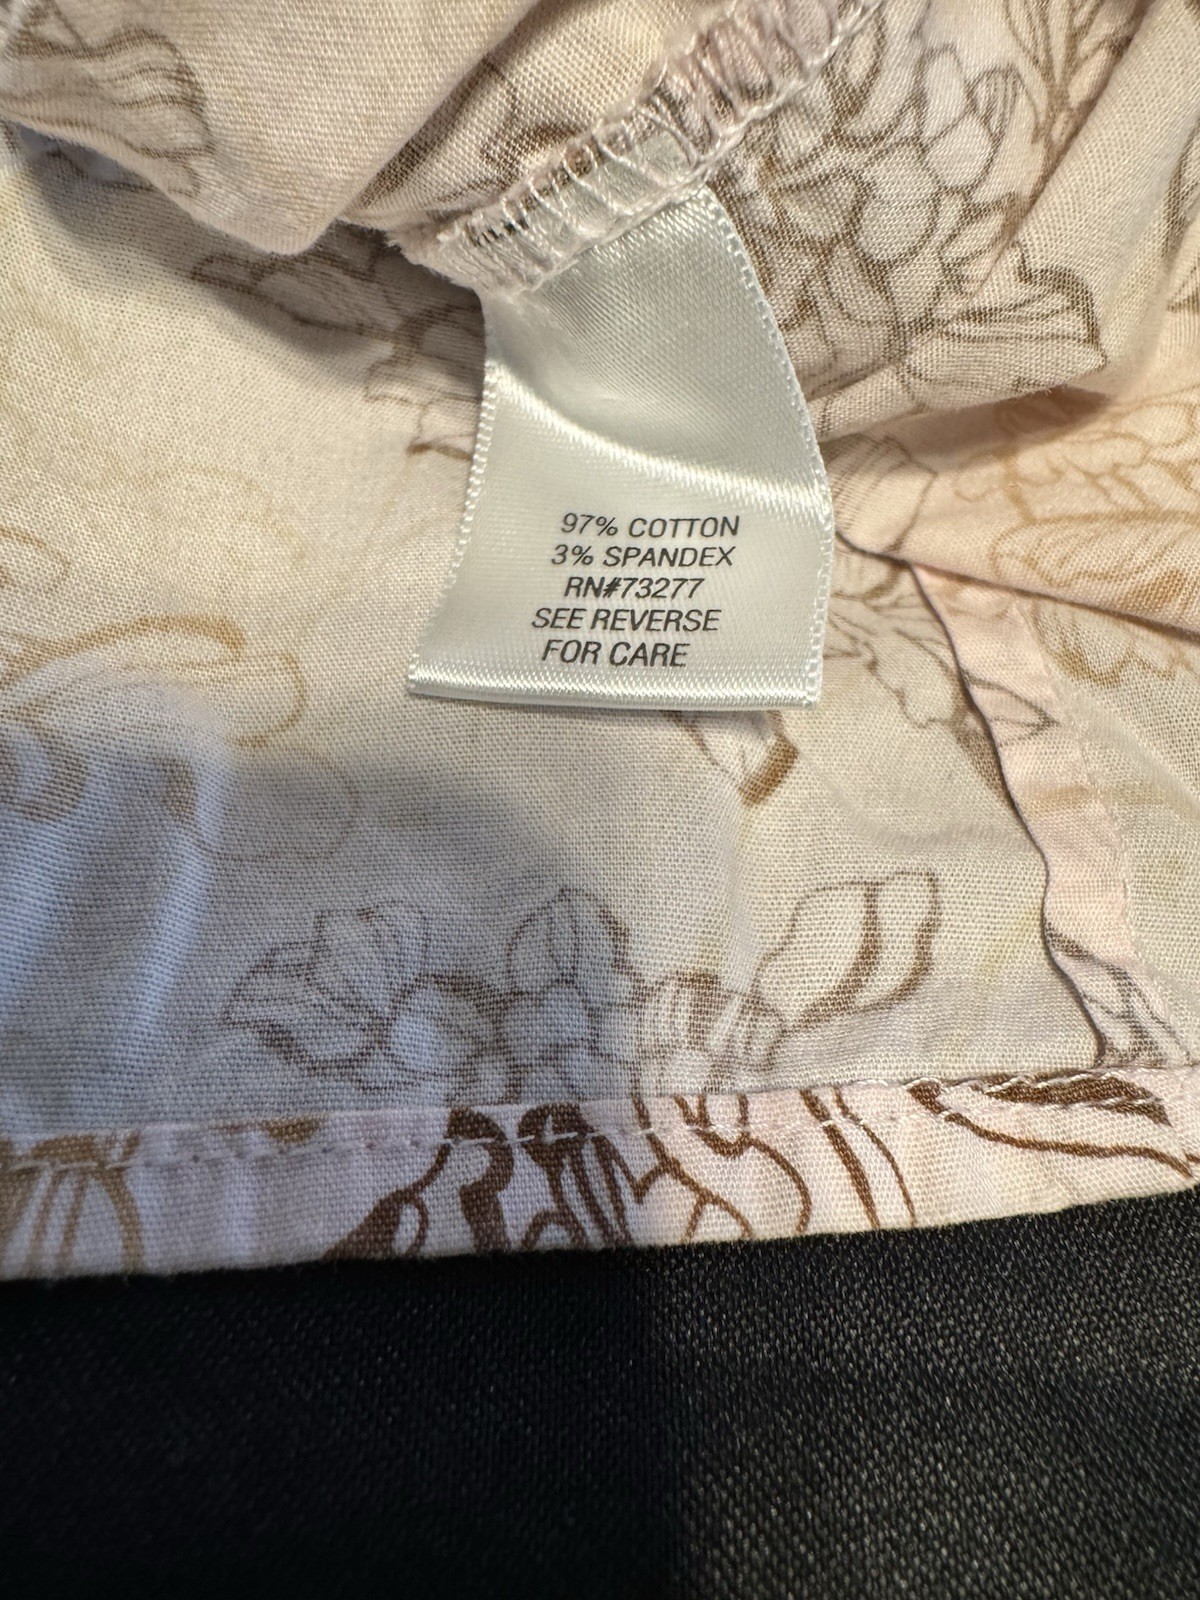 97% COTTON
3% SPANDEX
RN#73277
SEE REVERSE
FOR CARE